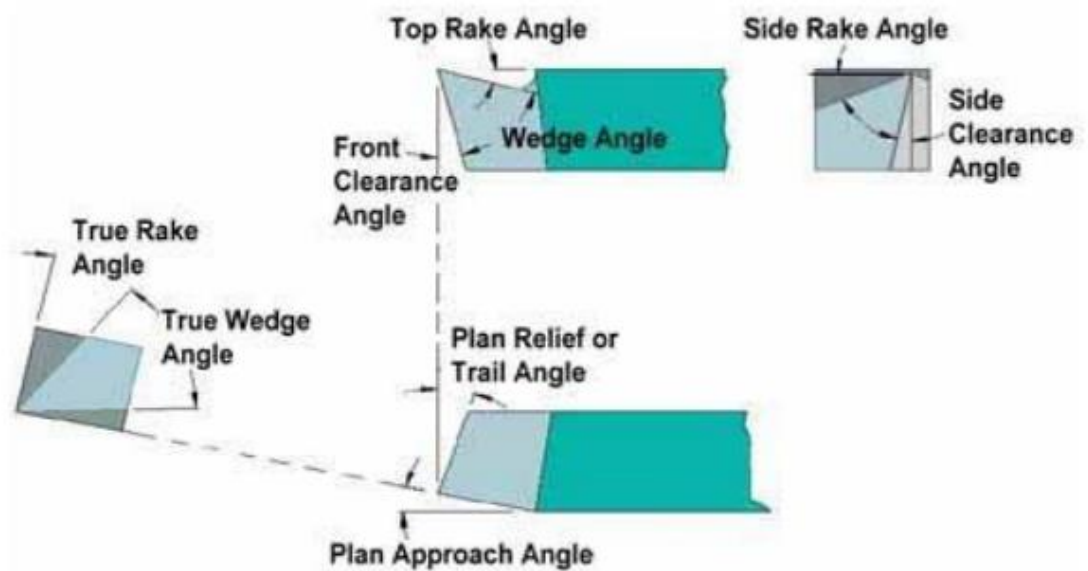 Top Rake Angle
Side Rake Angle
Wedge Angle
Front
Clearance
Angle
Side
Clearance
Angle
True Rake
Angle
True Wedge
Angle
Plan Relief or
Trail Angle
Plan Approach Angle